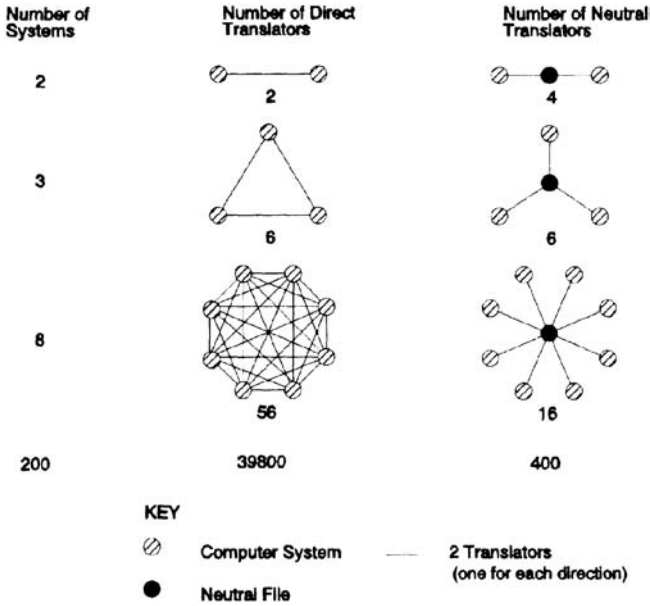 Number of Systems
Number of Direct Translators
Number of Neutral Translators
2
2
4
3
6
6
8
56
16
200
39800
400
KEY
Computer System
2 Translators
(one for each direction)
Neutral File